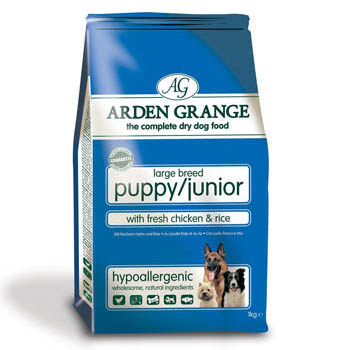 AG
ARDEN GRANGE
the complete dry dog food
GUARANTEE
large breed
puppy/junior
with fresh chicken & rice
hypoallergenic
wholesome, natural ingredients
1kg